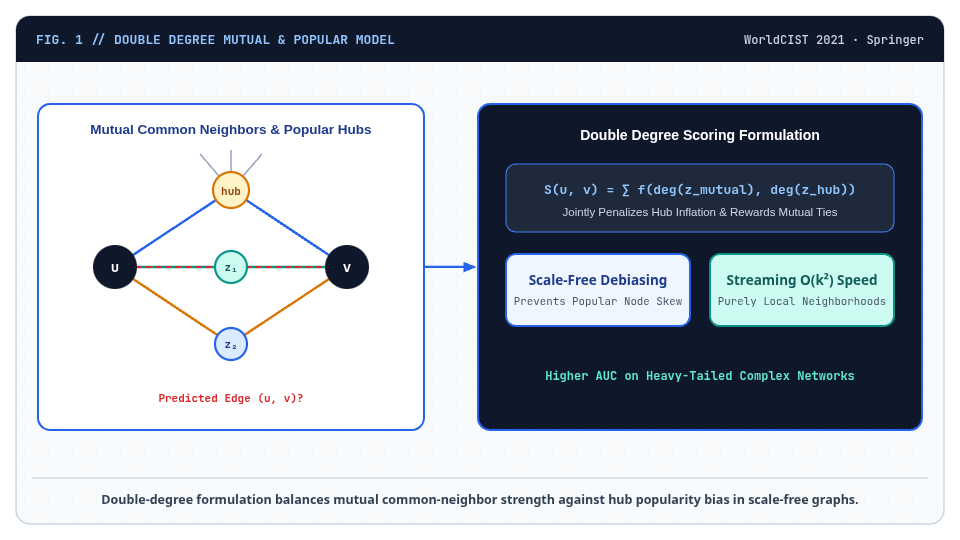 FIG. 1 // DOUBLE DEGREE MUTUAL & POPULAR MODEL
WorldCIST 2021 · Springer
Mutual Common Neighbors & Popular Hubs
hub
U
z₁
V
z₂
Predicted Edge (u, v)?
Double Degree Scoring Formulation
S(u, v) = ∑ f(deg(z_mutual), deg(z_hub))
Jointly Penalizes Hub Inflation & Rewards Mutual Ties
Scale-Free Debiasing
Prevents Popular Node Skew
Streaming O(k²) Speed
Purely Local Neighborhoods
Higher AUC on Heavy-Tailed Complex Networks
Double-degree formulation balances mutual common-neighbor strength against hub popularity bias in scale-free graphs.